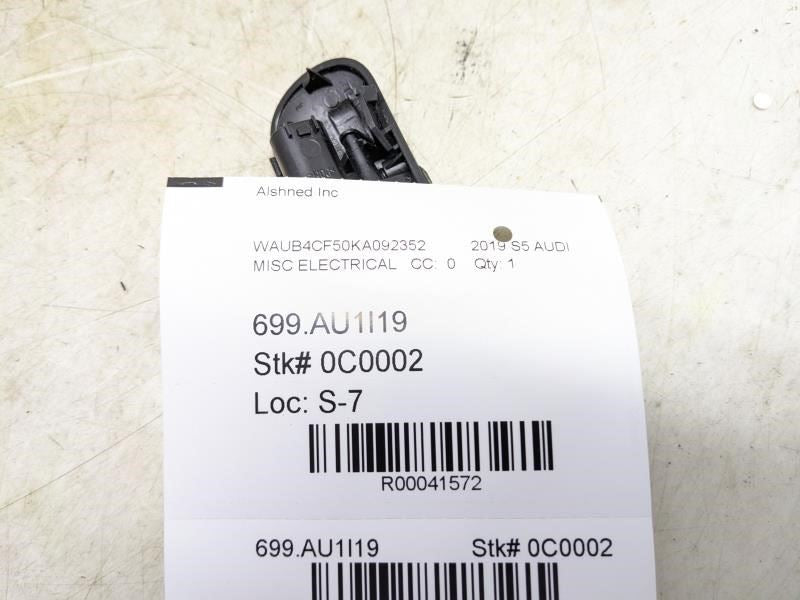 Alshned Inc
WAUB4CF50KA092352 2019 S5 AUDI
MISC ELECTRICAL CC: 0 Qty: 1
699.AU1I19
Stk# 0C0002
Loc: S-7
R00041572
699.AU1I19 Stk# 0C0002